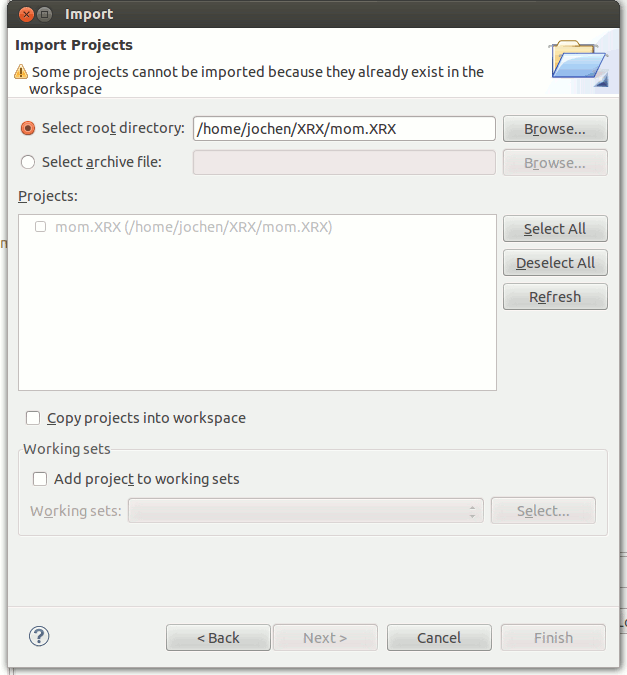 Import
Import Projects
Some projects cannot be imported because they already exist in the
workspace
Select root directory: /home/jochen/XRX/mom.XRX Browse...
Select archive file: Browse...
Projects:
mom.XRX (/home/jochen/XRX/mom.XRX)
Select All
Deselect All
Refresh
Copy projects into workspace
Working sets
Add project to working sets
Working sets: Select...
? < Back Next > Cancel Finish